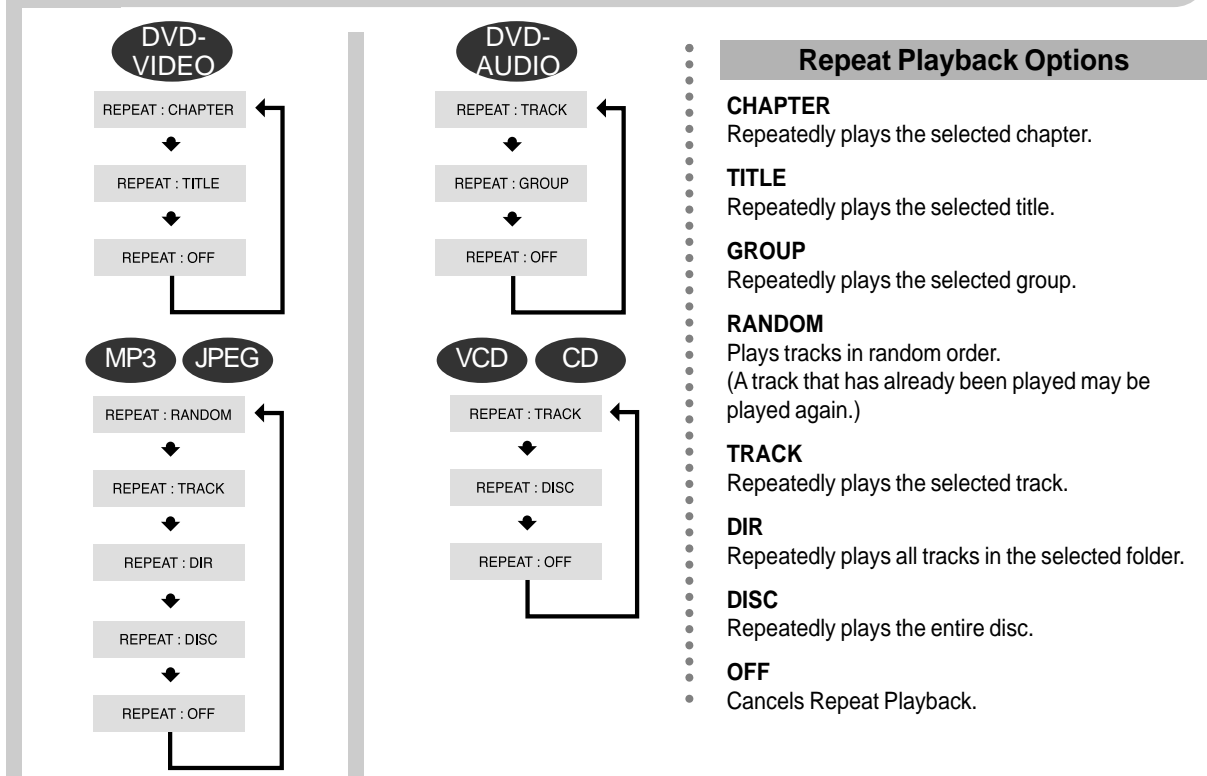 DVD-
VIDEO
REPEAT : CHAPTER
REPEAT : TITLE
REPEAT : OFF
MP3
JPEG
REPEAT : RANDOM
REPEAT : TRACK
REPEAT : DIR
REPEAT : DISC
REPEAT : OFF
DVD-
AUDIO
REPEAT : TRACK
REPEAT : GROUP
REPEAT : OFF
VCD
CD
REPEAT : TRACK
REPEAT : DISC
REPEAT : OFF
Repeat Playback Options
CHAPTER
Repeatedly plays the selected chapter.
TITLE
Repeatedly plays the selected title.
GROUP
Repeatedly plays the selected group.
RANDOM
Plays tracks in random order.
(A track that has already been played may be
played again.)
TRACK
Repeatedly plays the selected track.
DIR
Repeatedly plays all tracks in the selected folder.
DISC
Repeatedly plays the entire disc.
OFF
Cancels Repeat Playback.